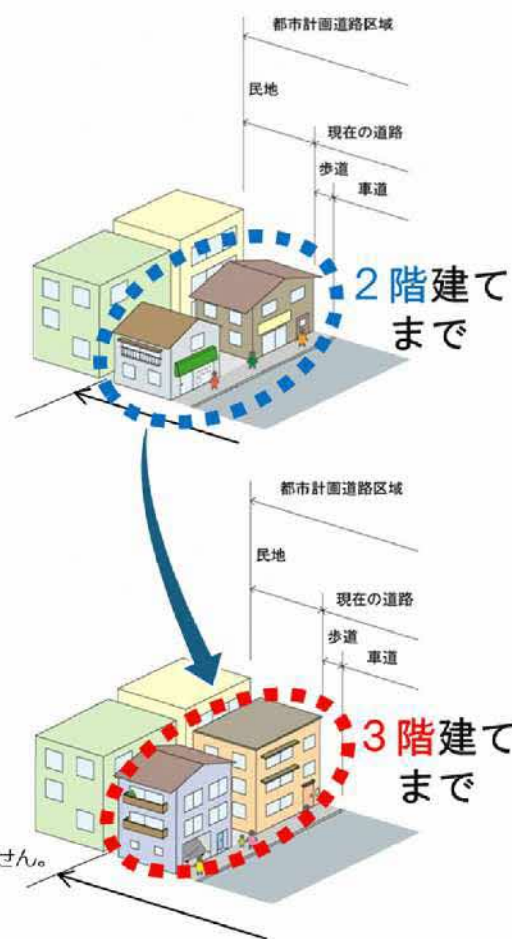 都市計画道路区域
民地
現在の道路
歩道
車道
2階建て
まで
都市計画道路区域
民地
現在の道路
歩道
車道
3階建て
まで
せん。